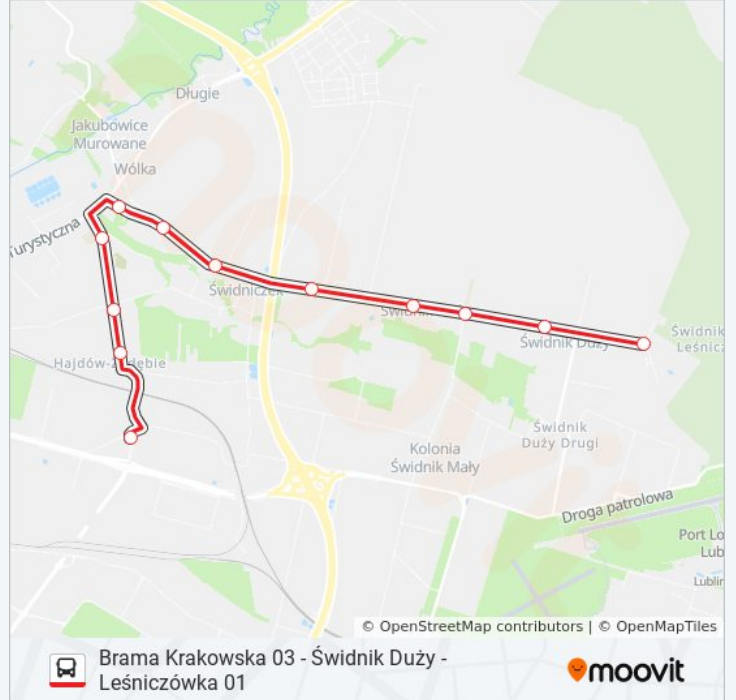 Długie
Jakubowice
Murowane
Wólka
Turystyczna
Świdniczek
Świdnik Duży
Świdnik
Hajdów-
Świdnik
Duży Drugi
Kolonia
Świdnik Mały
Droga patrolowa
Port Lo
Lub
Lublin
© OpenStreetMap contributors | © OpenMapTiles
Brama Krakowska 03 - Świdnik Duży -
Leśniczówka 01
moovit